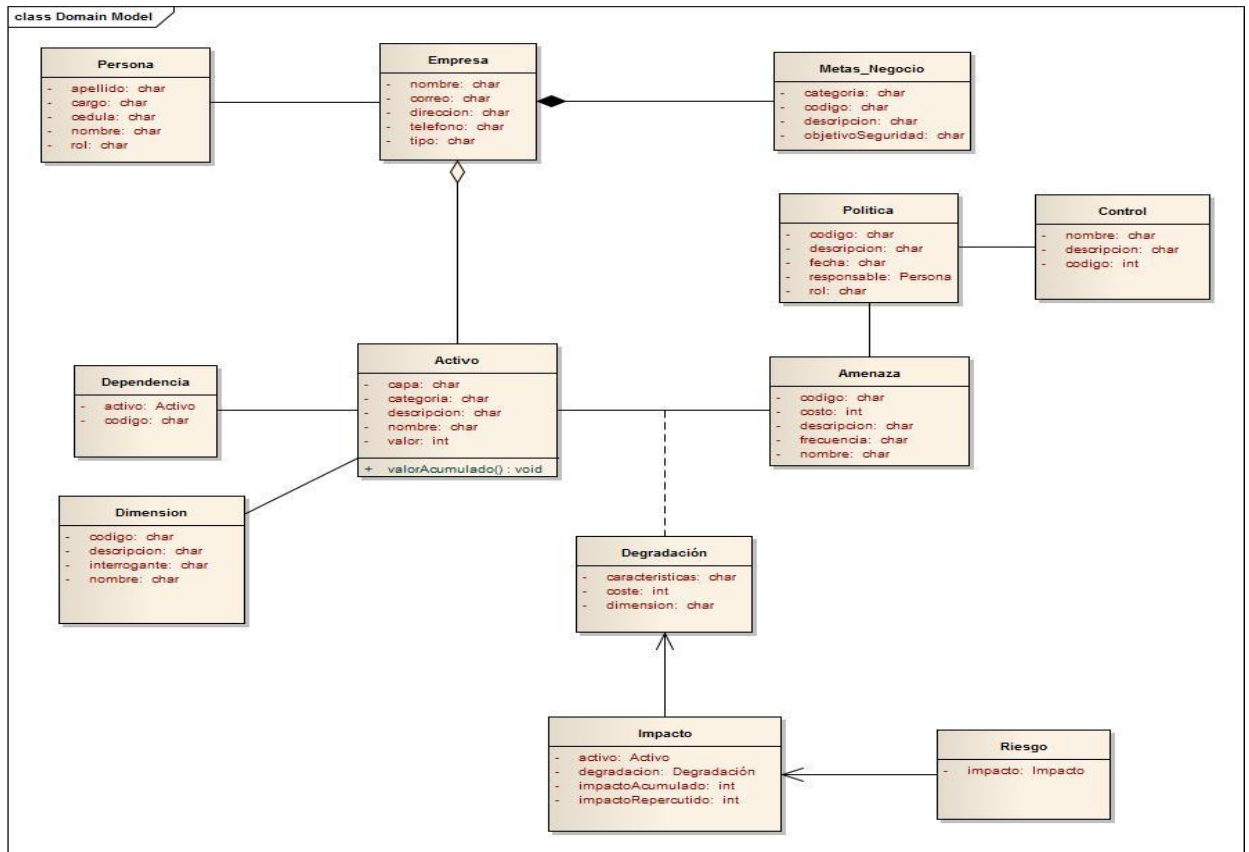 class Domain Model
Persona
- apellido: char
- cargo: char
- cedula: char
- nombre: char
- rol: char
Empresa
- nombre: char
- correo: char
- direccion: char
- telefono: char
- tipo: char
Metas_Negocio
- categoria: char
- codigo: char
- descripcion: char
- objetivoSeguridad: char
Politica
- codigo: char
- descripcion: char
- fecha: char
- responsable: Persona
- rol: char
Control
- nombre: char
- descripcion: char
- codigo: int
Dependencia
- activo: Activo
- codigo: char
Activo
- capa: char
- categoria: char
- descripcion: char
- nombre: char
- valor: int
+ valorAcumulado() : void
Amenaza
- codigo: char
- costo: int
- descripcion: char
- frecuencia: char
- nombre: char
Dimension
- codigo: char
- descripcion: char
- interrogante: char
- nombre: char
Degradación
- caracteristicas: char
- coste: int
- dimension: char
Impacto
- activo: Activo
- degradacion: Degradación
- impactoAcumulado: int
- impactoRepercutido: int
Riesgo
- impacto: Impacto